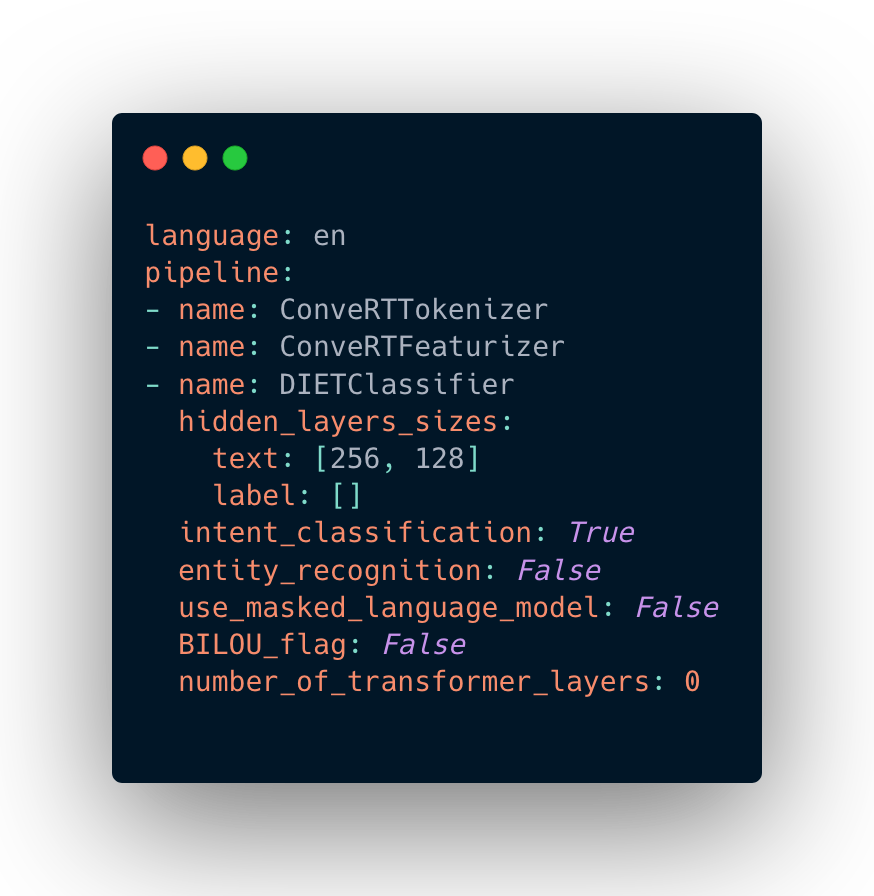 language: en
pipeline:
- name: ConveRTTokenizer
- name: ConveRTFeaturizer
- name: DIETClassifier
  hidden_layers_sizes:
    text: [256, 128]
    label: []
  intent_classification: True
  entity_recognition: False
  use_masked_language_model: False
  BILOU_flag: False
  number_of_transformer_layers: 0